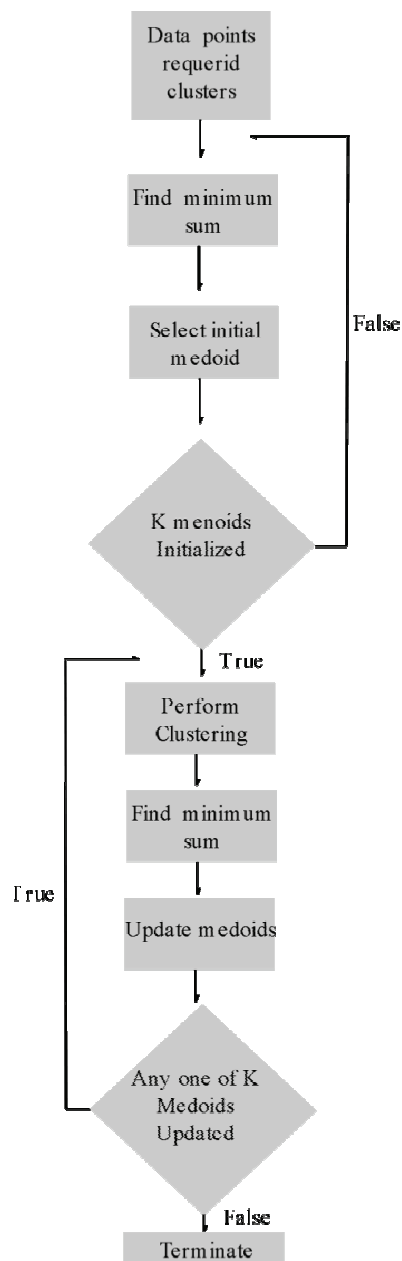 Data points
requerid
clusters
Find minimum
sum
False
Select initial
medoid
K menoids
Initialized
True
Perform
Clustering
Find minimum
sum
True
Update medoids
Any one of K
Medoids
Updated
False
Terminate